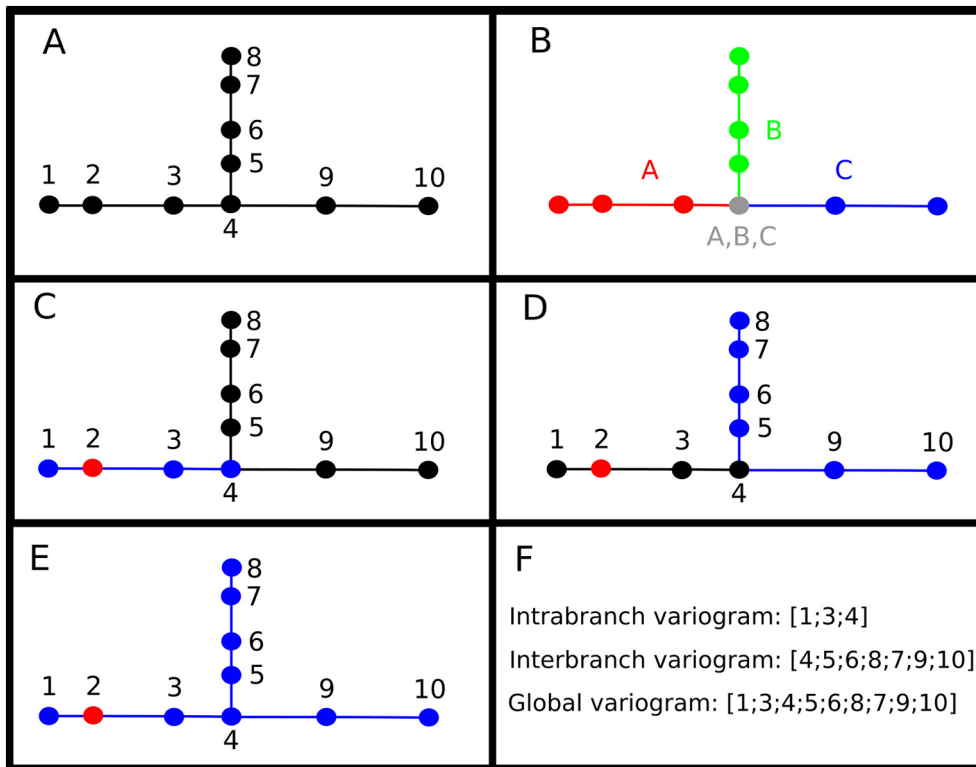 A
8
7
6
5
1 2 3 9 10
4
B
B
A C
A,B,C
C
8
7
6
5
1 2 3 9 10
4
D
8
7
6
5
1 2 3 9 10
4
E
8
7
6
5
1 2 3 9 10
4
F
Intrabranch variogram: [1;3;4]
Interbranch variogram: [4;5;6;8;7;9;10]
Global variogram: [1;3;4;5;6;8;7;9;10]